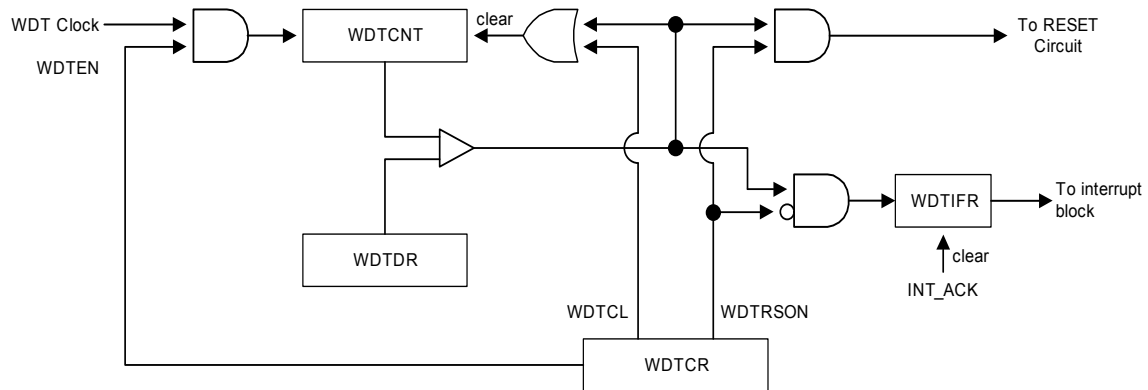 WDT Clock
WDTEN
WDTCNT
clear
To RESET
Circuit
WDTDR
WDTIFR
To interrupt
block
clear
INT_ACK
WDTCL
WDTRSON
WDTCR